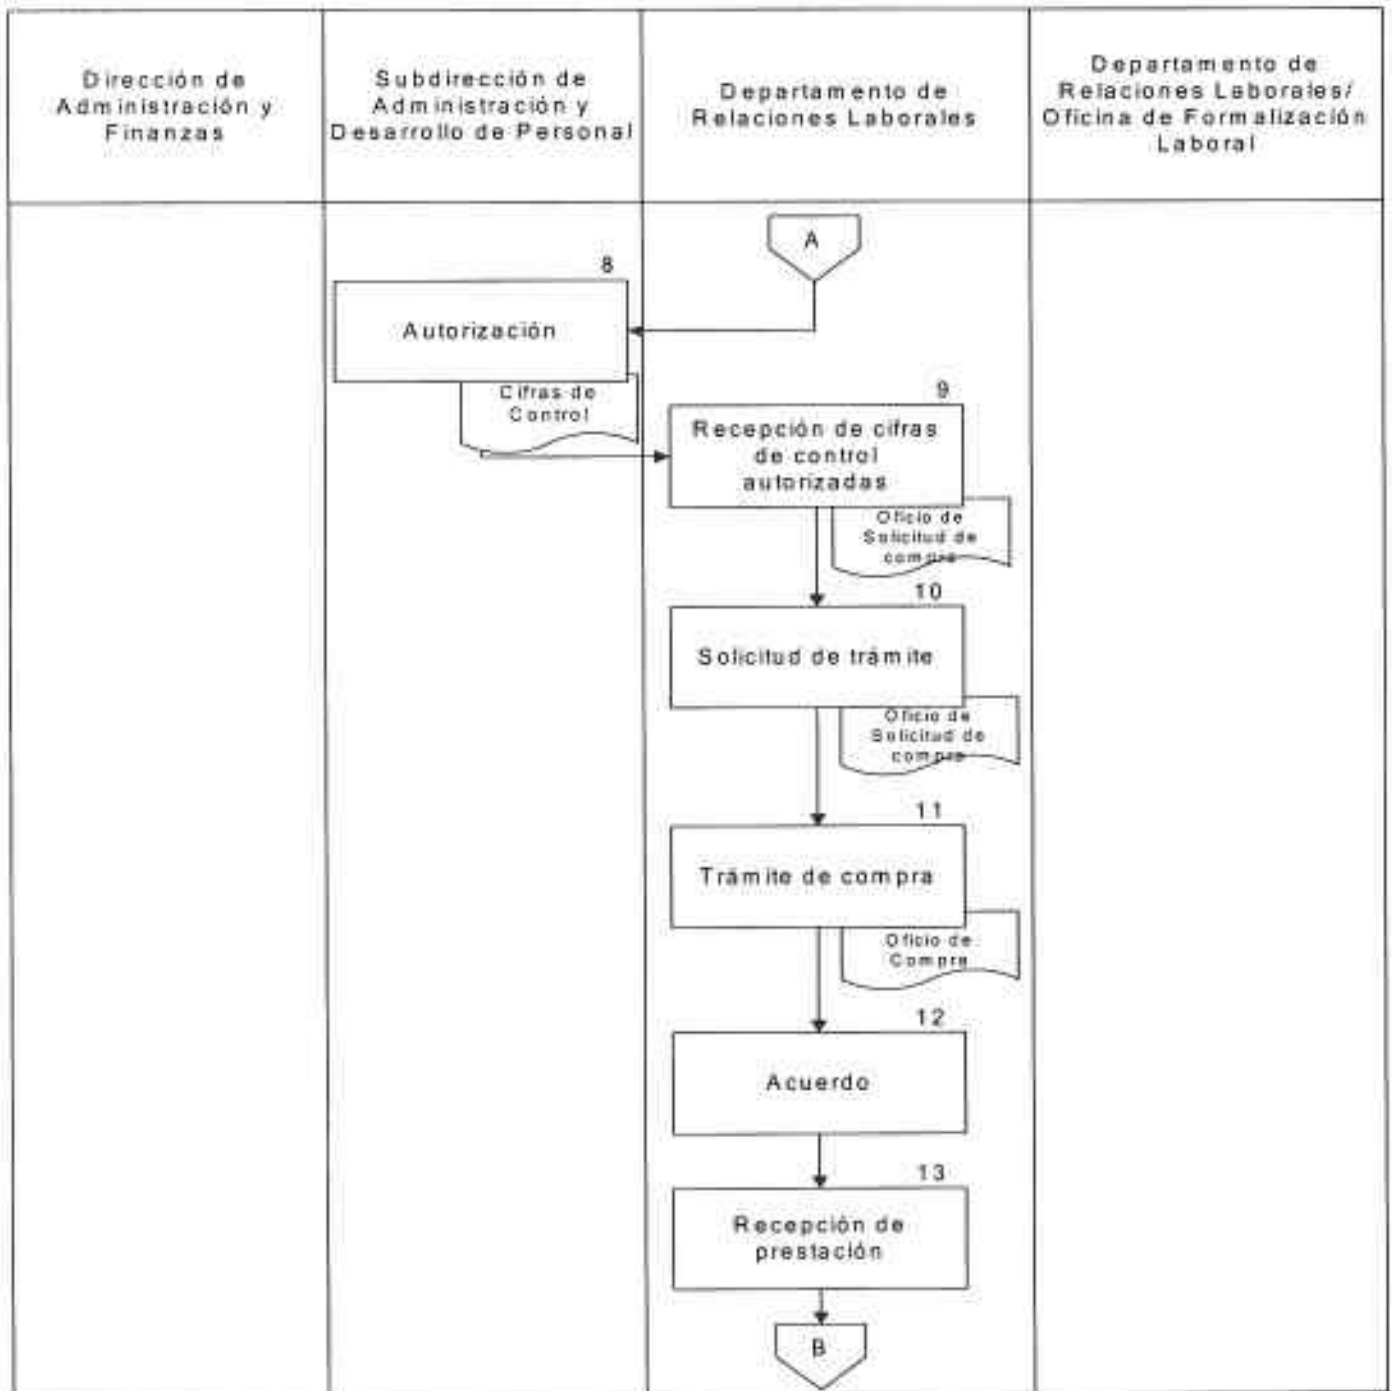 Dirección de
Administración y
Finanzas
Subdirección de
Administración y
Desarrollo de Personal
Departamento de
Relaciones Laborales
Departamento de
Relaciones Laborales/
Oficina de Formalización
Laboral
A
8
Autorización
Cifras de
Control
9
Recepción de cifras
de control
autorizadas
Oficio de
Solicitud de
compra
10
Solicitud de trámite
Oficio de
Solicitud de
compra
11
Trámite de compra
Oficio de
Compra
12
Acuerdo
13
Recepción de
prestación
B